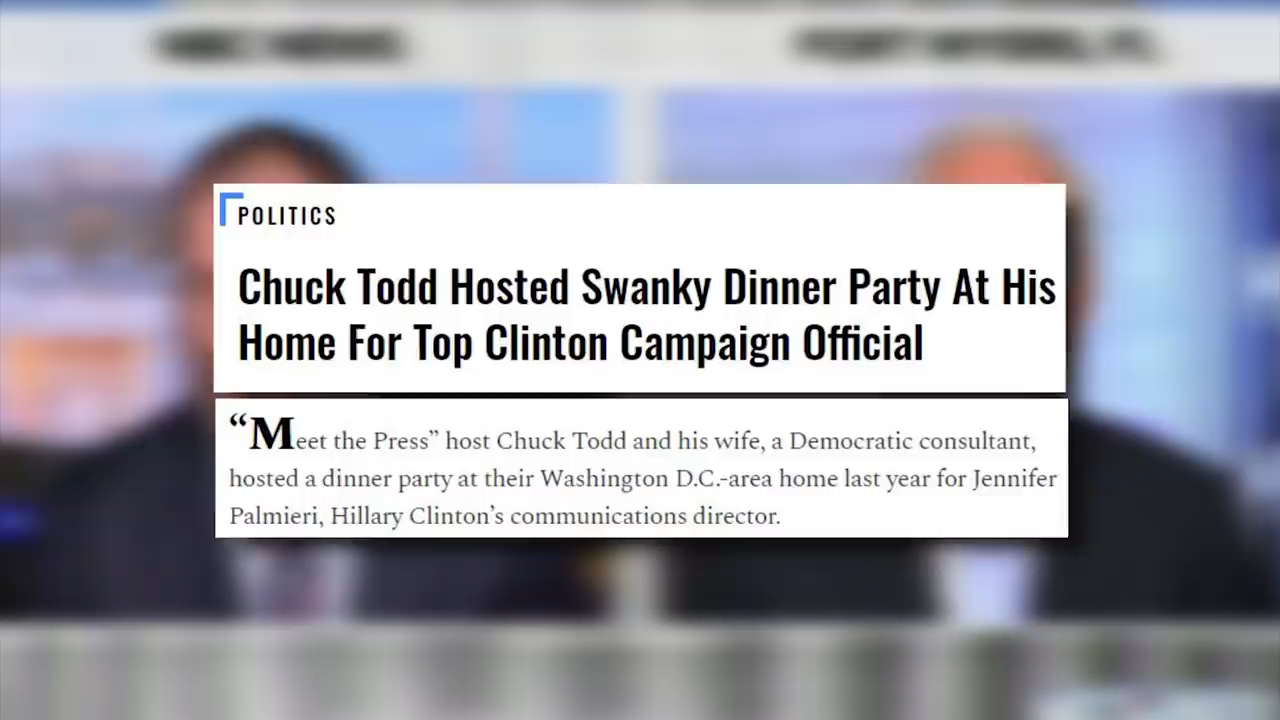 POLITICS
Chuck Todd Hosted Swanky Dinner Party At His
Home For Top Clinton Campaign Official
“Meet the Press” host Chuck Todd and his wife, a Democratic consultant,
hosted a dinner party at their Washington D.C.-area home last year for Jennifer
Palmieri, Hillary Clinton’s communications director.